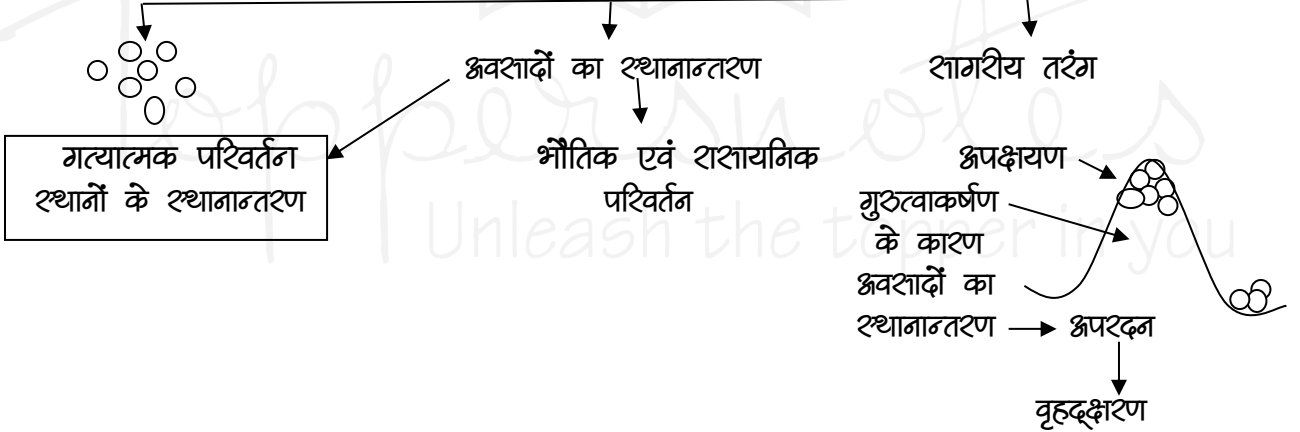 अवसादों का स्थानान्तरण
सागरीय तरंग
गत्यात्मक परिवर्तन
स्थानों के स्थानान्तरण
भौतिक एवं रासायनिक
परिवर्तन
अपक्षयण
गुरुत्वाकर्षण
के कारण
अवसादों का
स्थानान्तरण
अपरदन
वृहद्क्षरण
Toppersnotes
Unleash the topper in you